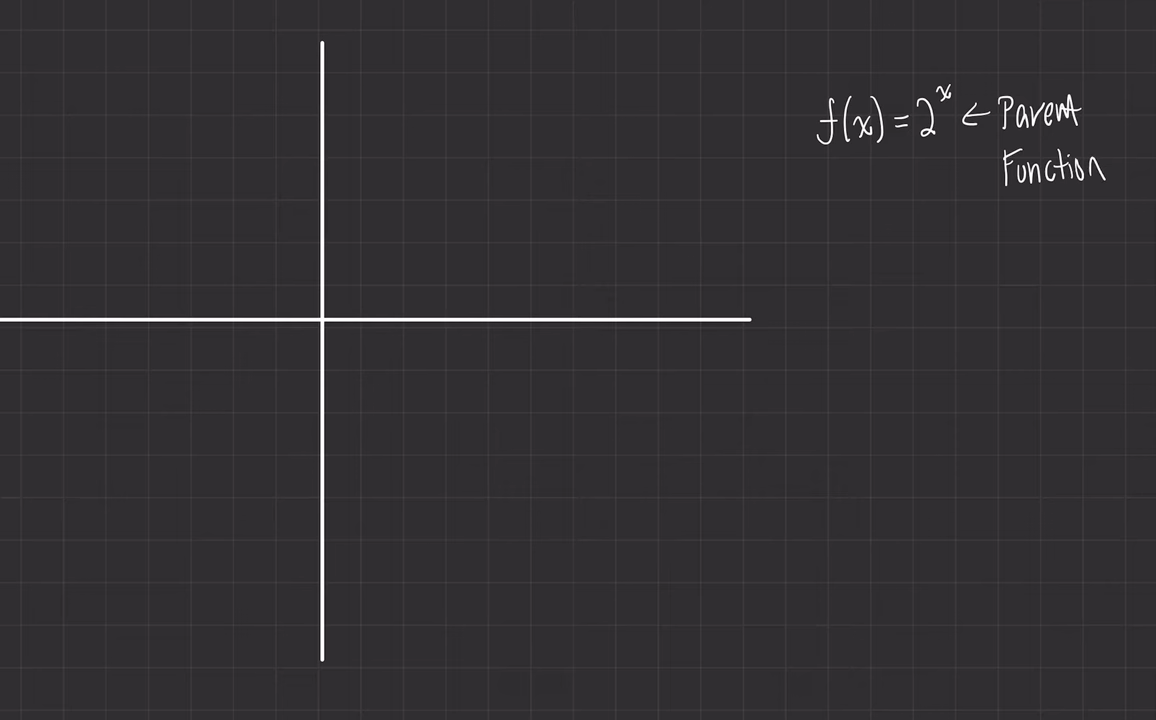 f(x) = 2^x ← Parent
Function